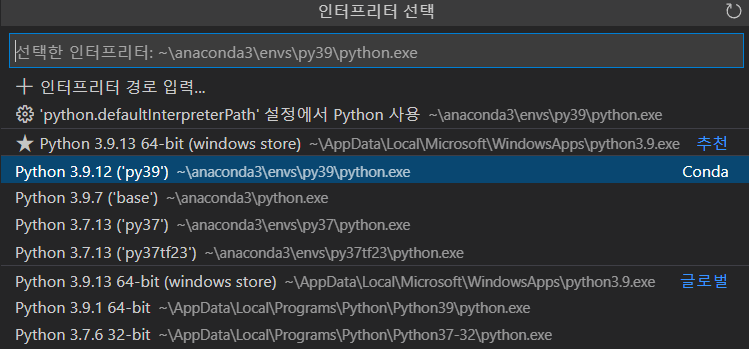 인터프리터 선택
선택한 인터프리터: ~\anaconda3\envs\py39\python.exe
인터프리터 경로 입력...
'python.defaultInterpreterPath' 설정에서 Python 사용 ~\anaconda3\envs\py39\python.exe
Python 3.9.13 64-bit (windows store) ~\AppData\Local\Microsoft\WindowsApps\python3.9.exe 추천
Python 3.9.12 ('py39') ~\anaconda3\envs\py39\python.exe Conda
Python 3.9.7 ('base') ~\anaconda3\python.exe
Python 3.7.13 ('py37') ~\anaconda3\envs\py37\python.exe
Python 3.7.13 ('py37tf23') ~\anaconda3\envs\py37tf23\python.exe
Python 3.9.13 64-bit (windows store) ~\AppData\Local\Microsoft\WindowsApps\python3.9.exe 글로벌
Python 3.9.1 64-bit ~\AppData\Local\Programs\Python\Python39\python.exe
Python 3.7.6 32-bit ~\AppData\Local\Programs\Python\Python37-32\python.exe